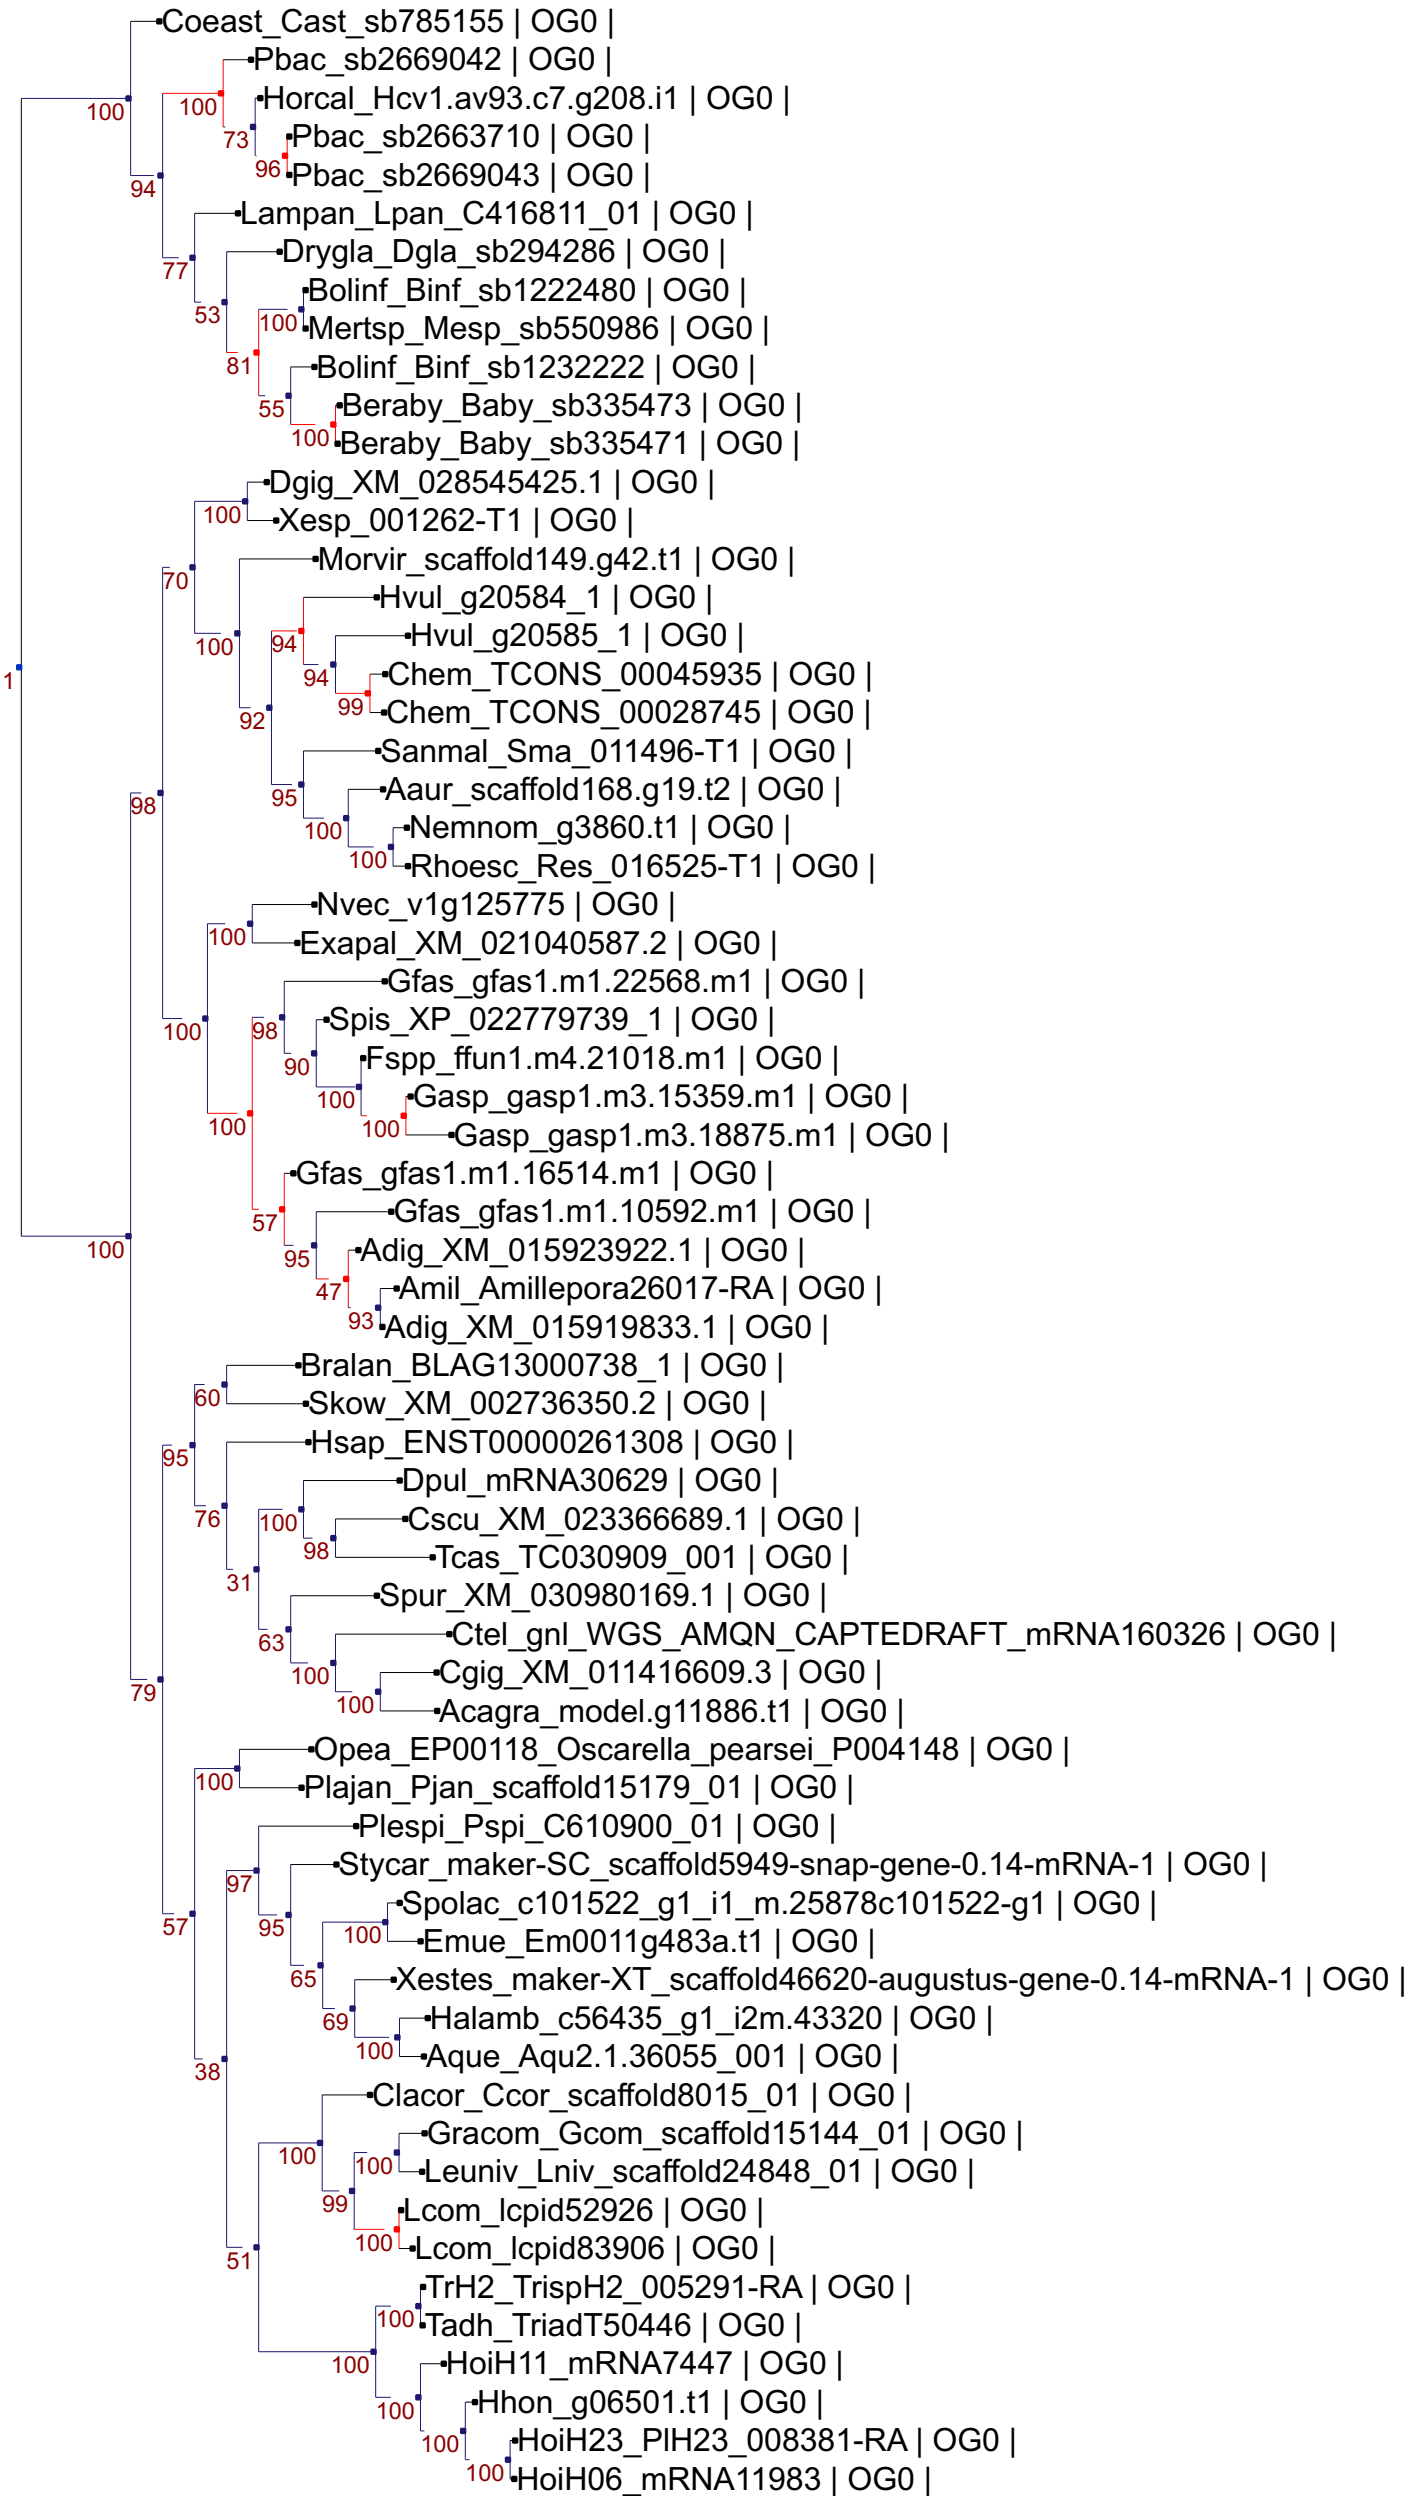 Coeast_Cast_sb785155 | OG0 |
Pbac_sb2669042 | OG0 |
100
100
Horcal_Hcv1.av93.c7.g208.i1 | OG0 |
73
Pbac_sb2663710 | OG0 |
96
Pbac_sb2669043 | OG0 |
94
Lampan_Lpan_C416811_01 | OG0 |
77
Drygla_Dgla_sb294286 | OG0 |
53
Bolinf_Binf_sb1222480 | OG0 |
100
Mertsp_Mesp_sb550986 | OG0 |
81
Bolinf_Binf_sb1232222 | OG0 |
55
Beraby_Baby_sb335473 | OG0 |
100
Beraby_Baby_sb335471 | OG0 |
Dgig_XM_028545425.1 | OG0 |
100
Xesp_001262-T1 | OG0 |
70
Morvir_scaffold149.g42.t1 | OG0 |
Hvul_g20584_1 | OG0 |
100
94
Hvul_g20585_1 | OG0 |
94
Chem_TCONS_00045935 | OG0 |
1
99
Chem_TCONS_00028745 | OG0 |
92
Sanmal_Sma_011496-T1 | OG0 |
95
Aaur_scaffold168.g19.t2 | OG0 |
98
100
Nemnom_g3860.t1 | OG0 |
100
Rhoesc_Res_016525-T1 | OG0 |
Nvec_v1g125775 | OG0 |
100
Exapal_XM_021040587.2 | OG0 |
Gfas_gfas1.m1.22568.m1 | OG0 |
100
98
Spis_XP_022779739_1 | OG0 |
90
Fspp_ffun1.m4.21018.m1 | OG0 |
100
Gasp_gasp1.m3.15359.m1 | OG0 |
100
100
Gasp_gasp1.m3.18875.m1 | OG0 |
Gfas_gfas1.m1.16514.m1 | OG0 |
57
Gfas_gfas1.m1.10592.m1 | OG0 |
100
95
Adig_XM_015923922.1 | OG0 |
47
Amil_Amillepora26017-RA | OG0 |
93
Adig_XM_015919833.1 | OG0 |
Bralan_BLAG13000738_1 | OG0 |
60
Skow_XM_002736350.2 | OG0 |
95
Hsap_ENST00000261308 | OG0 |
Dpul_mRNA30629 | OG0 |
76
100
Cscu_XM_023366689.1 | OG0 |
98
Tcas_TC030909_001 | OG0 |
31
Spur_XM_030980169.1 | OG0 |
63
Ctel_gnl_WGS_AMQN_CAPTEDRAFT_mRNA160326 | OG0 |
100
Cgig_XM_011416609.3 | OG0 |
79
100
Acagra_model.g11886.t1 | OG0 |
Opea_EP00118_Oscarella_pearsei_P004148 | OG0 |
100
Plajan_Pjan_scaffold15179_01 | OG0 |
Plespi_Pspi_C610900_01 | OG0 |
97
Stycar_maker-SC_scaffold5949-snap-gene-0.14-mRNA-1 | OG0 |
Spolac_c101522_g1_i1_m.25878c101522-g1 | OG0 |
57
95
100
Emue_Em0011g483a.t1 | OG0 |
65
Xestes_maker-XT_scaffold46620-augustus-gene-0.14-mRNA-1 | OG0 |
69
Halamb_c56435_g1_i2m.43320 | OG0 |
100
Aque_Aqu2.1.36055_001 | OG0 |
38
Clacor_Ccor_scaffold8015_01 | OG0 |
Gracom_Gcom_scaffold15144_01 | OG0 |
100
100
Leuniv_Lniv_scaffold24848_01 | OG0 |
99
Lcom_lcpid52926 | OG0 |
100
Lcom_lcpid83906 | OG0 |
51
TrH2_TrispH2_005291-RA | OG0 |
100
Tadh_TriadT50446 | OG0 |
100
HoiH11_mRNA7447 | OG0 |
100
Hhon_g06501.t1 | OG0 |
100
HoiH23_PlH23_008381-RA | OG0 |
100
HoiH06_mRNA11983 | OG0 |